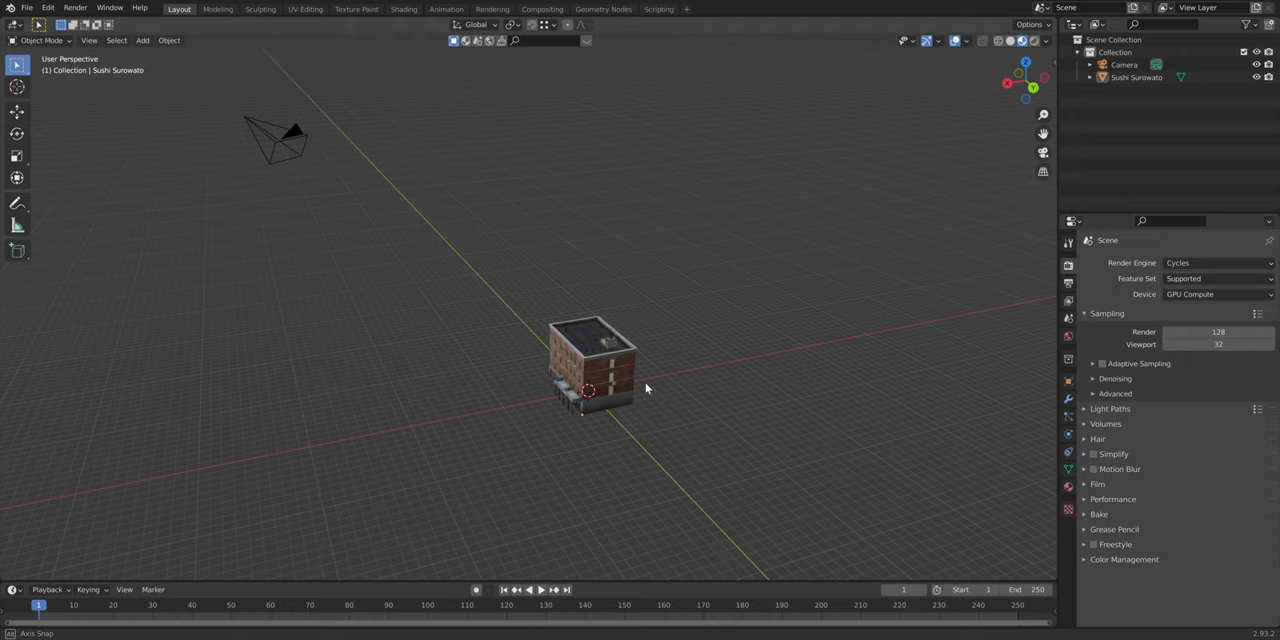 File Edit Render Window Help Layout Modeling Sculpting UV Editing Texture Paint Shading Animation Rendering Compositing Geometry Nodes Scripting + Scene View Layer
Global Options
Object Mode View Select Add Object
User Perspective
(1) Collection | Sushi Surowato
X Y Z
Scene Collection
Collection
Camera
Sushi Surowato
Scene
Render Engine Cycles
Feature Set Supported
Device GPU Compute
Sampling
Render 128
Viewport 32
Adaptive Sampling
Denoising
Advanced
Light Paths
Volumes
Hair
Simplify
Motion Blur
Film
Performance
Bake
Grease Pencil
Freestyle
Color Management
Playback Keying View Marker 1 Start 1 End 250
1 10 20 30 40 50 60 70 80 90 100 110 120 130 140 150 160 170 180 190 200 210 220 230 240 250
Axis Snap 2.93.2